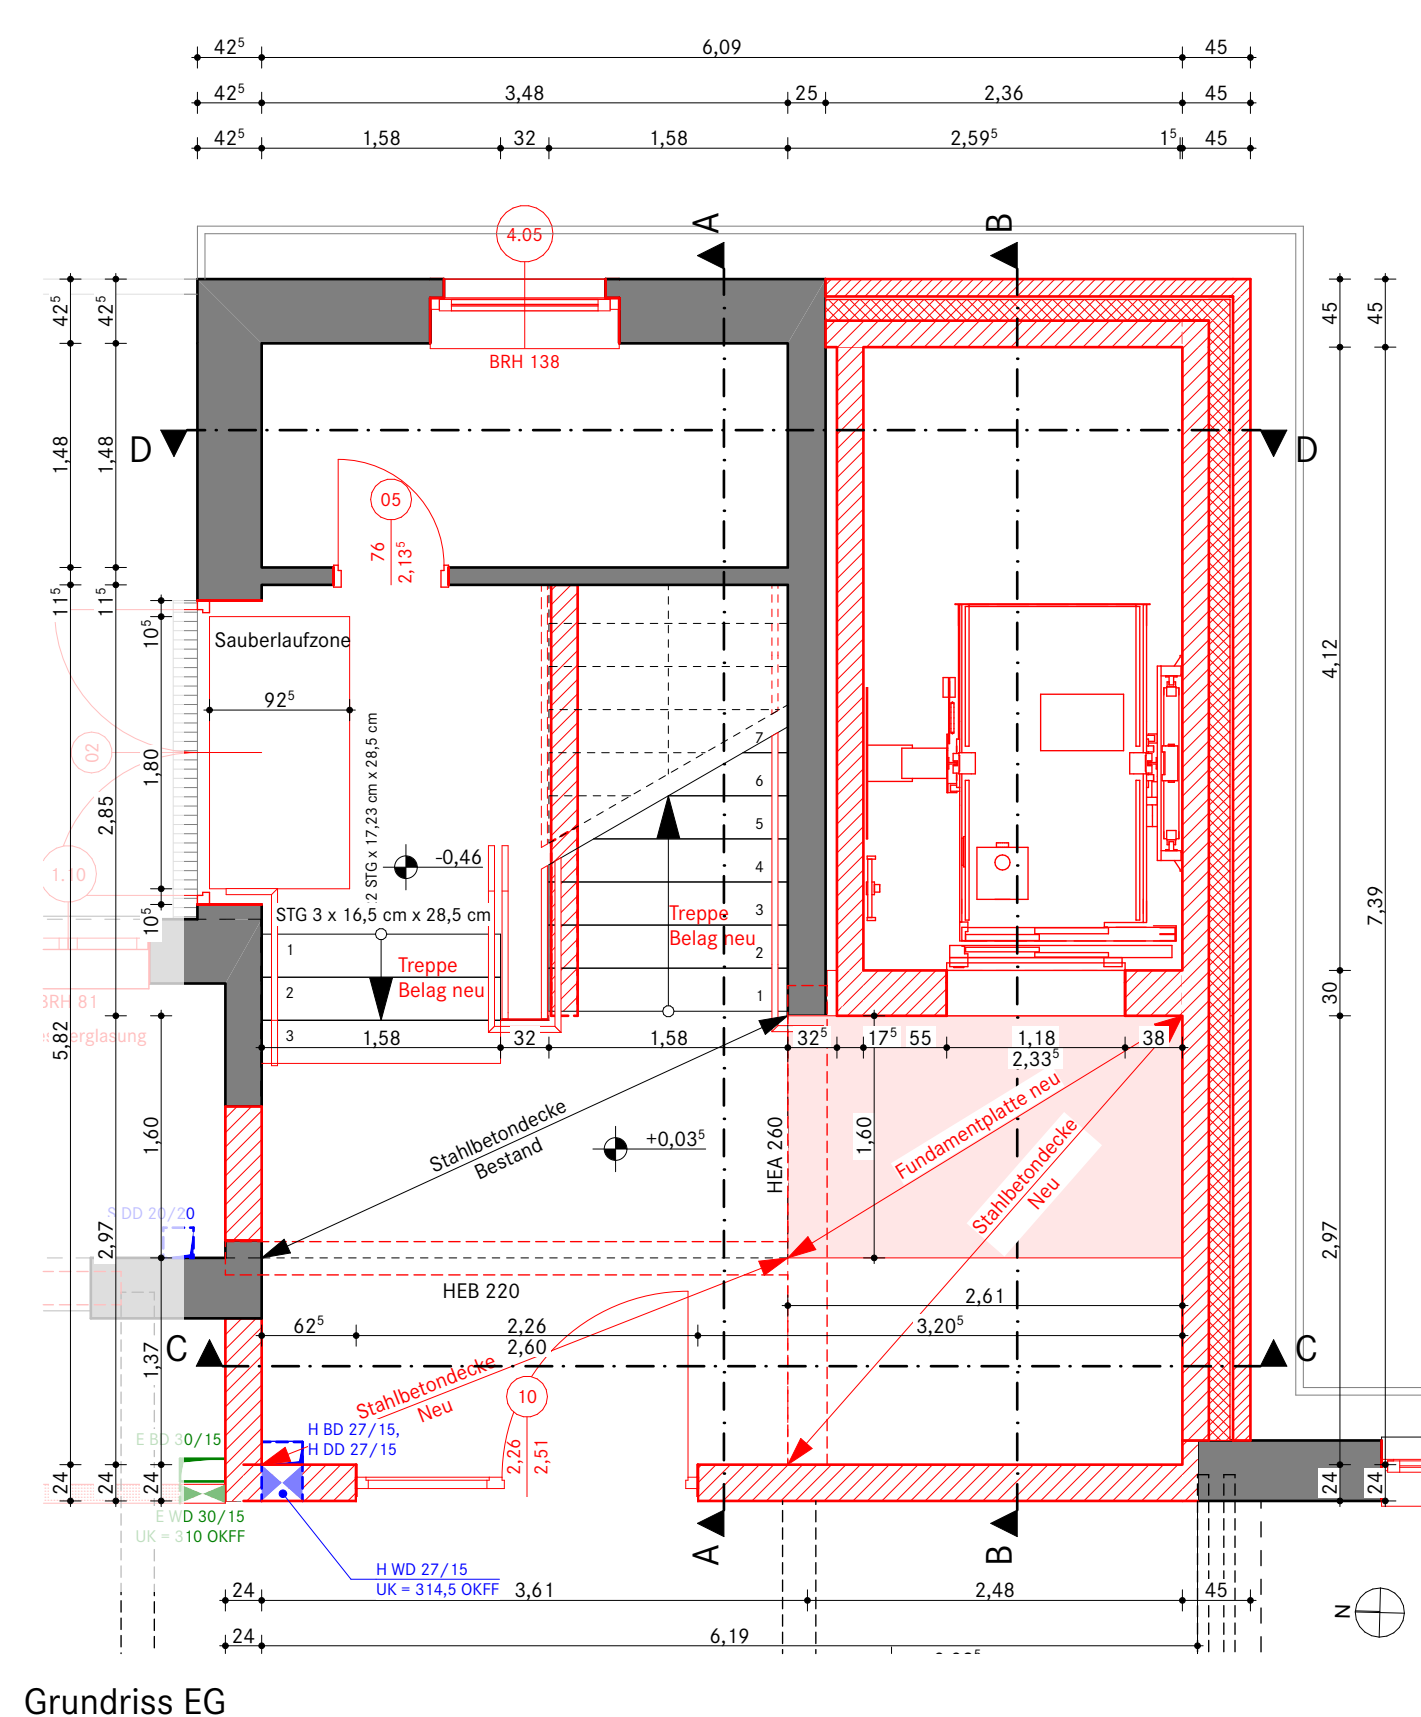 42⁵ 6,09 45
42⁵ 3,48 25 2,36 45
42⁵ 1,58 32 1,58 2,59⁵ 1⁵ 45
A B
4.05
BRH 138
42⁵ 42⁵ 45 45
D D
1,48 1,48
05
76
2,13⁵
11⁵ 11⁵ 10⁵
Sauberlaufzone
92⁵
02
1,80
2,85
1.10
10⁵
2 STG x 17,23 cm x 28,5 cm
-0,46
STG 3 x 16,5 cm x 28,5 cm
1
2
3
Treppe
Belag neu
7
6
5
4
3
2
1
Treppe
Belag neu
4,12
7,39
30
BRH 81
erglasung
5,82
1,58 32 1,58 32⁵ 17⁵ 55 1,18 38
2,33⁵
1,60
Stahlbetondecke
Bestand
+0,03⁵
HEA 260
1,60
Fundamentplatte neu
Stahlbetondecke
Neu
S DD 20/20
2,97
2,97
HEB 220
2,61
62⁵ 2,26 3,20⁵
2,60
C C
1,37
Stahlbetondecke
Neu
10
2,26
2,51
H BD 27/15,
H DD 27/15
E BD 30/15
24 24 24 24 24
E WD 30/15
UK = 310 OKFF
H WD 27/15
UK = 314,5 OKFF
A B
24 3,61 2,48 45
24 6,19
N
Grundriss EG